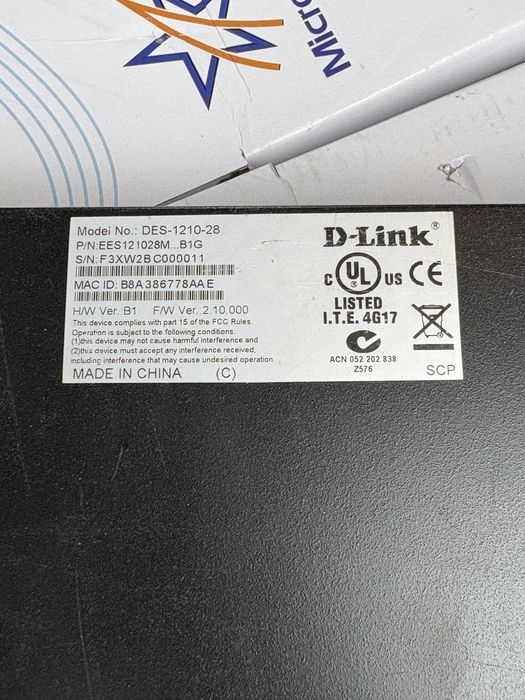 Micro
Model No.: DES-1210-28
P/N:EES121028M...B1G
S/N:F3XW2BC000011
MAC ID: B8A386778AAE
H/W Ver. B1 F/W Ver. 2.10.000
This device complies with part 15 of the FCC Rules.
Operation is subject to the following conditions:
(1)this device may not cause harmful interference and
(2)this device must accept any interference received,
including interference that may cause undesired operation.
MADE IN CHINA (C)
D-Link®
C UL® US CE
LISTED
I.T.E. 4G17
ACN 052 202 838
Z576
SCP